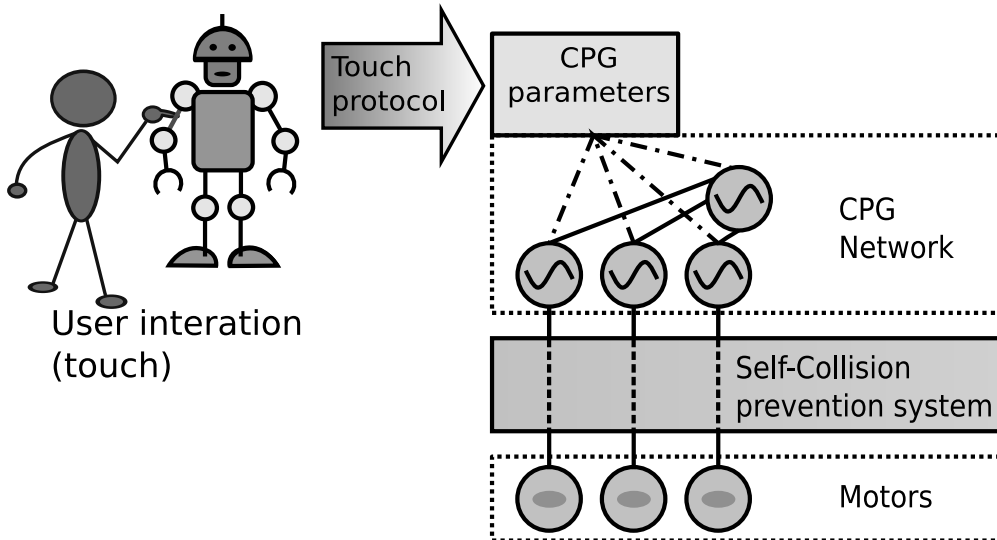 Touch
protocol
CPG
parameters
CPG
Network
User interation
(touch)
Self-Collision
prevention system
Motors